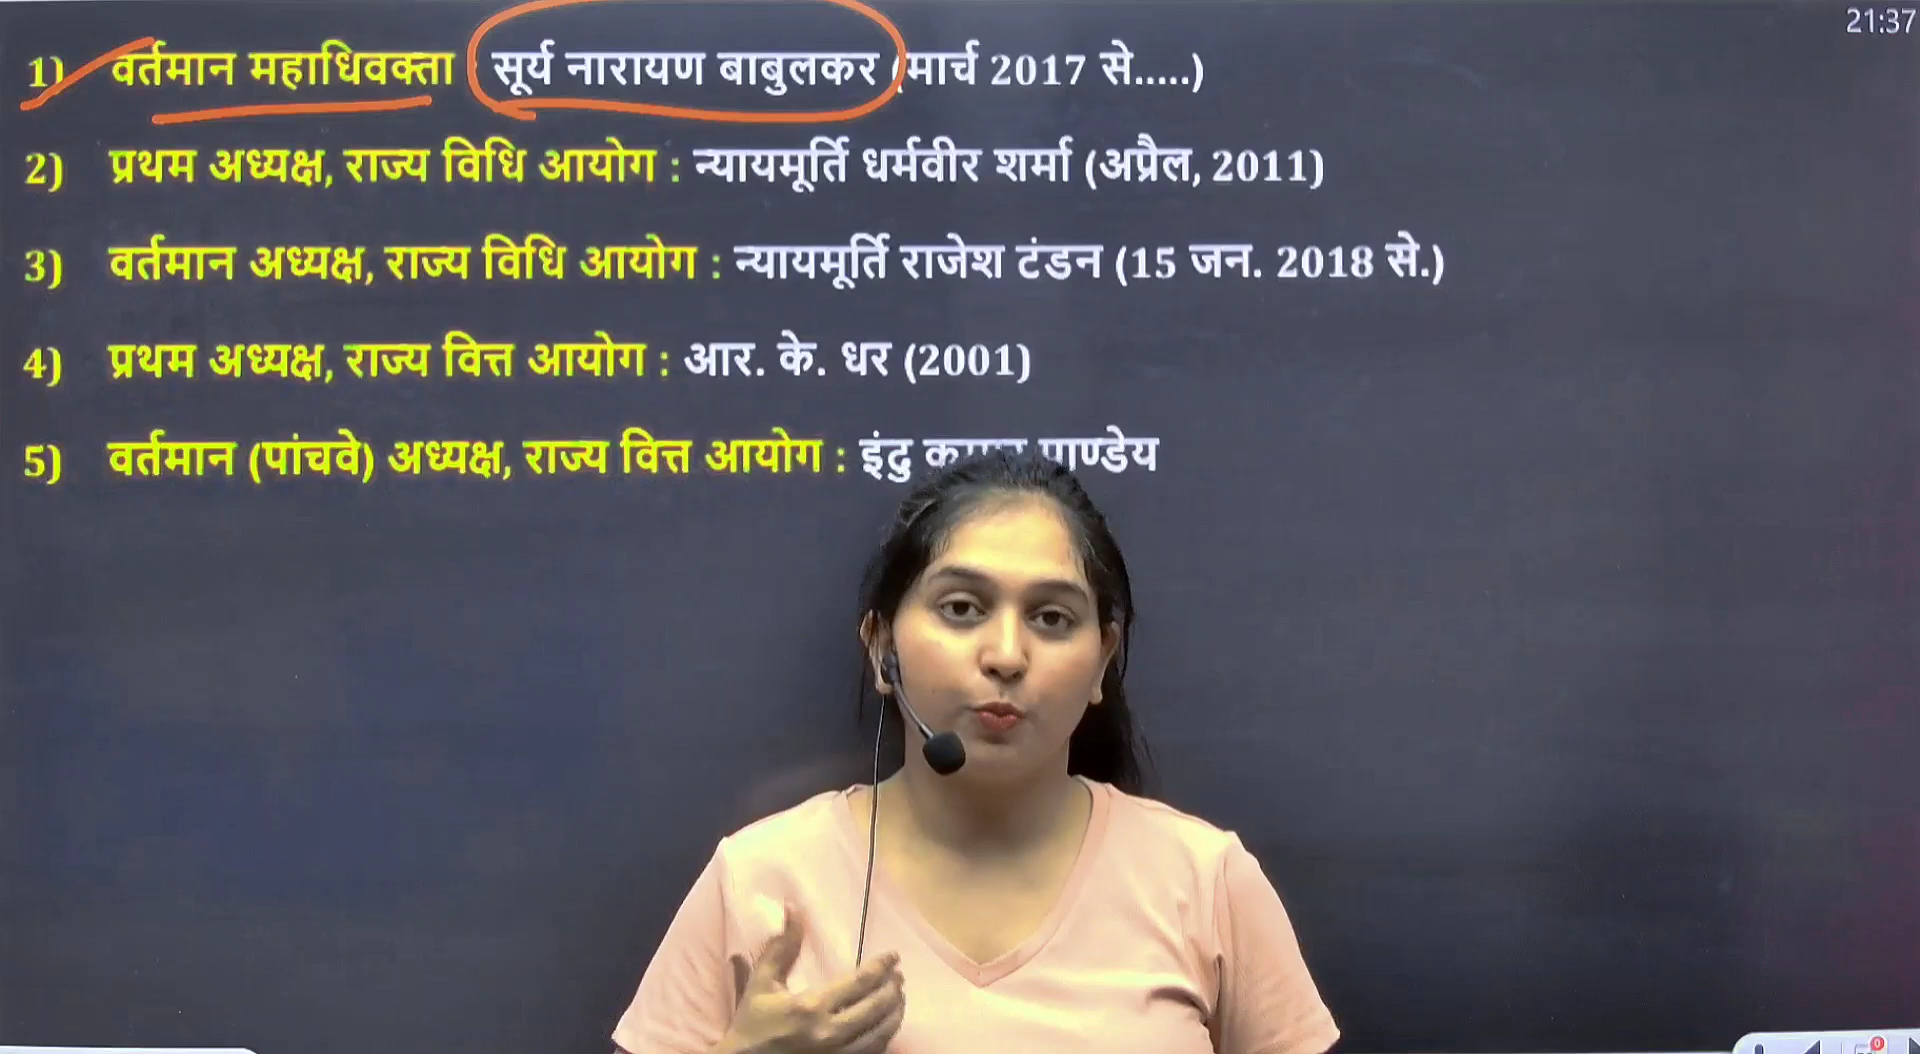 21:37
1) वर्तमान महाधिवक्ता : सूर्य नारायण बाबुलकर (मार्च 2017 से.....)
2) प्रथम अध्यक्ष, राज्य विधि आयोग : न्यायमूर्ति धर्मवीर शर्मा (अप्रैल, 2011)
3) वर्तमान अध्यक्ष, राज्य विधि आयोग : न्यायमूर्ति राजेश टंडन (15 जन. 2018 से.)
4) प्रथम अध्यक्ष, राज्य वित्त आयोग : आर. के. धर (2001)
5) वर्तमान (पांचवे) अध्यक्ष, राज्य वित्त आयोग : इंदु पाण्डेय
0